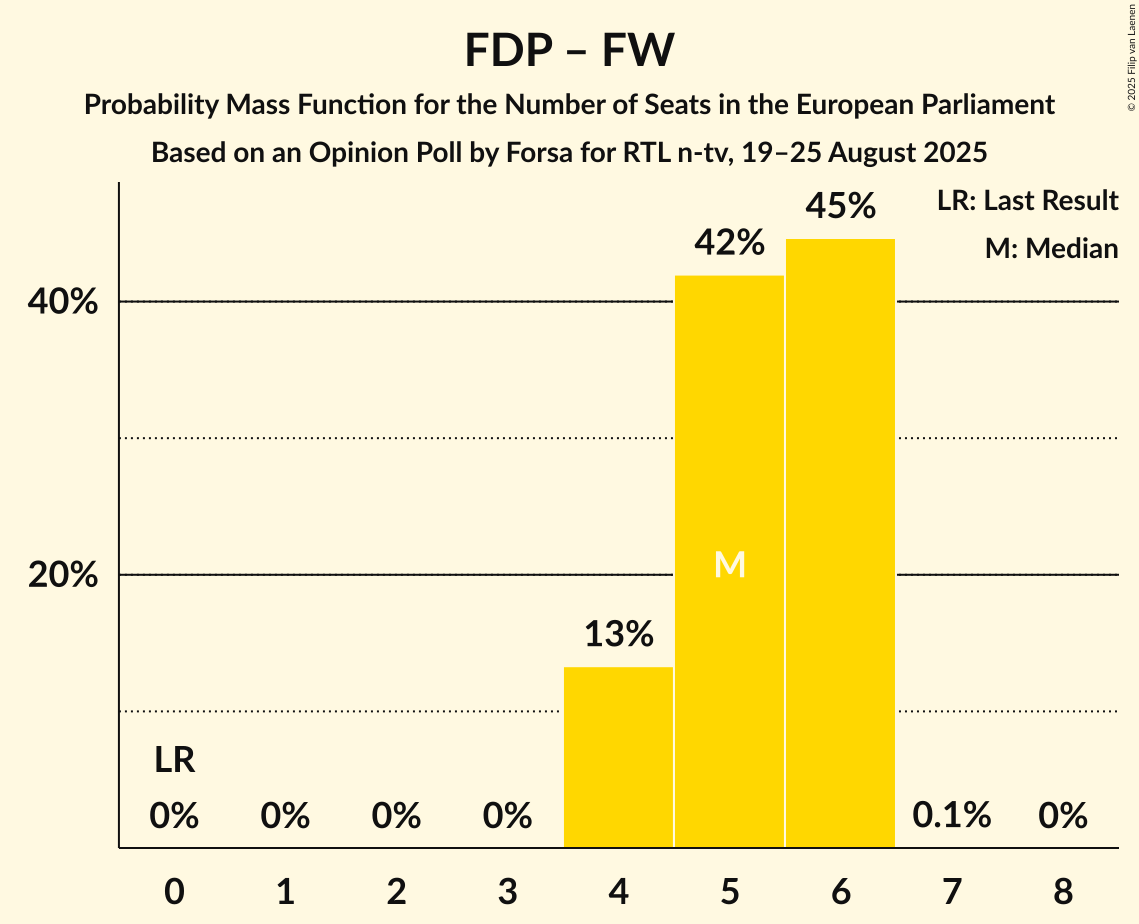 FDP – FW
Probability Mass Function for the Number of Seats in the European Parliament
Based on an Opinion Poll by Forsa for RTL n-tv, 19–25 August 2025
© 2025 Filip van Laenen
LR: Last Result
M: Median
45%
42%
40%
M
20%
13%
LR
0% 0% 0% 0% 0.1% 0%
0 1 2 3 4 5 6 7 8